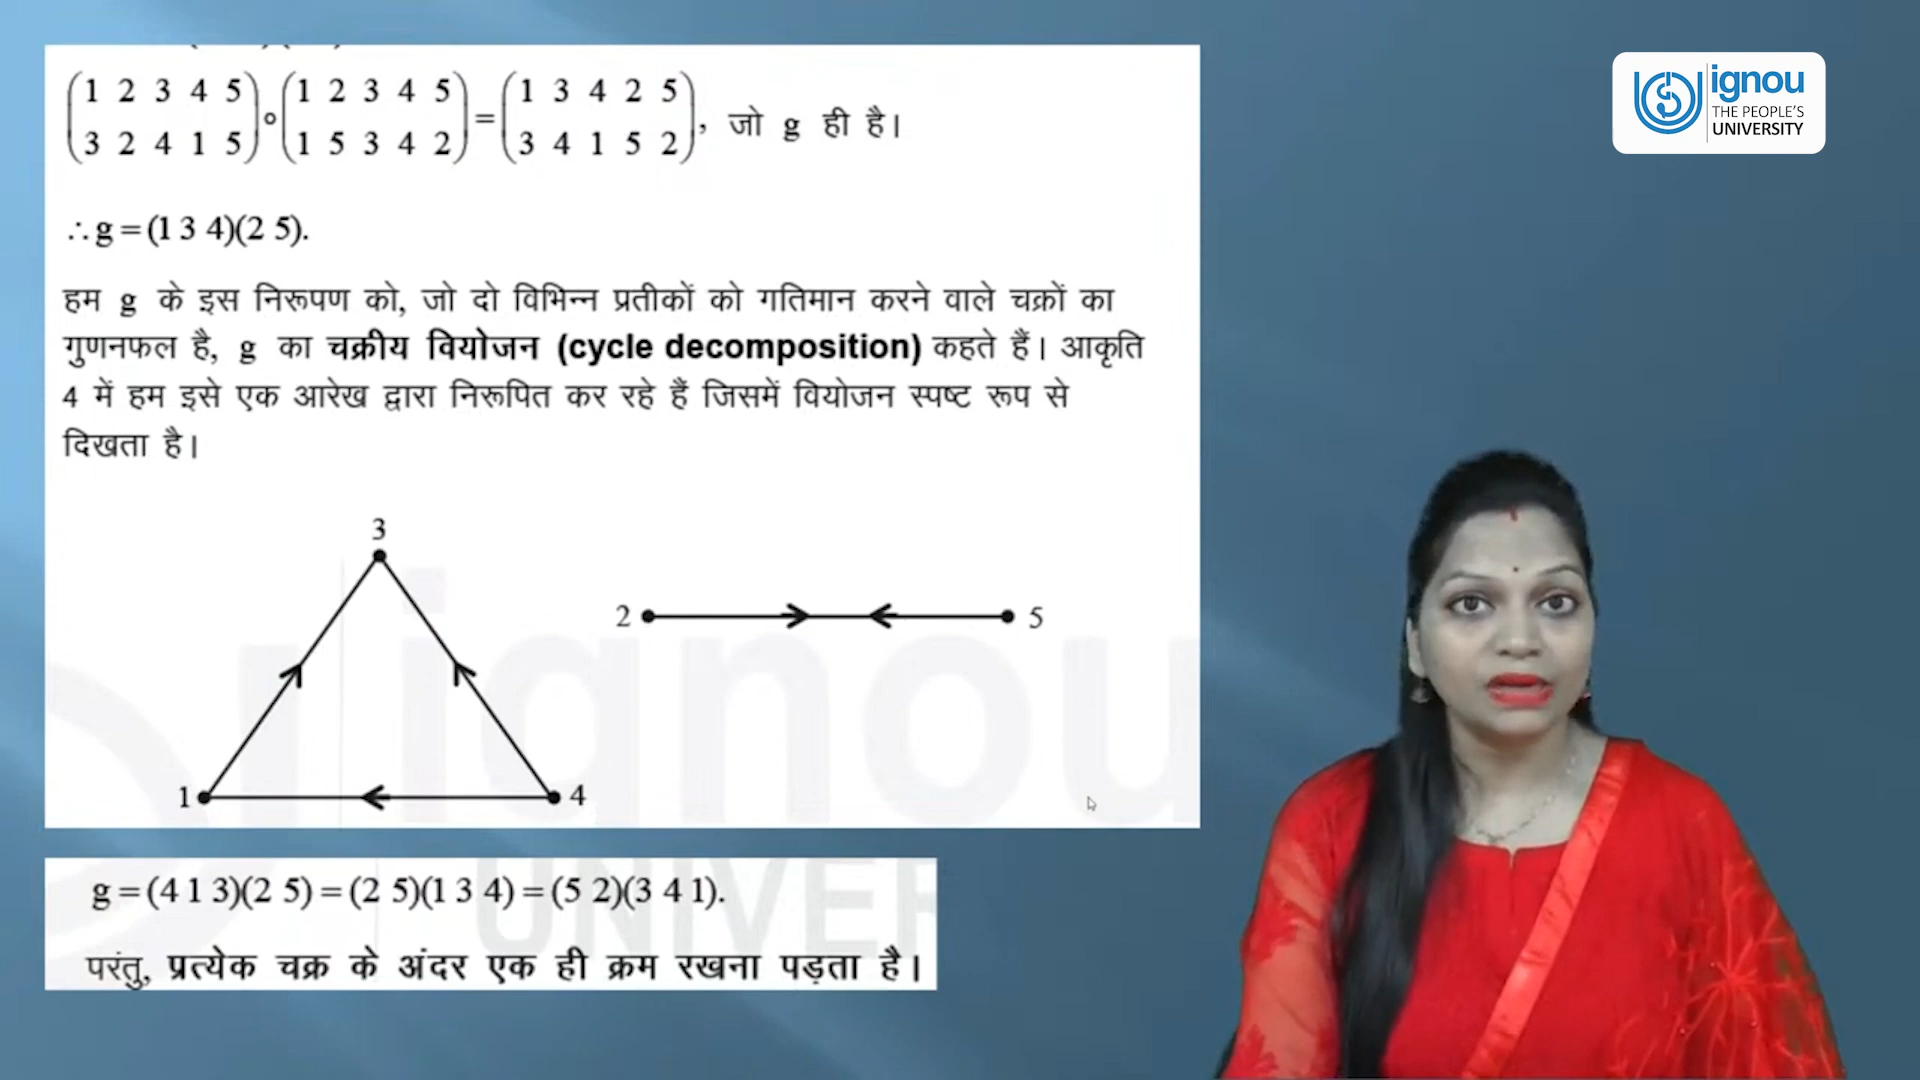 (1 2 3 4 5 / 3 2 4 1 5) ∘ (1 2 3 4 5 / 1 5 3 4 2) = (1 3 4 2 5 / 3 4 1 5 2), जो g ही है।
∴ g = (1 3 4)(2 5).
हम g के इस निरूपण को, जो दो विभिन्न प्रतीकों को गतिमान करने वाले चक्रों का
गुणनफल है, g का चक्रीय वियोजन (cycle decomposition) कहते हैं। आकृति
4 में हम इसे एक आरेख द्वारा निरूपित कर रहे हैं जिसमें वियोजन स्पष्ट रूप से
दिखता है।
3
2 5
1 4
g = (4 1 3)(2 5) = (2 5)(1 3 4) = (5 2)(3 4 1).
परंतु, प्रत्येक चक्र के अंदर एक ही क्रम रखना पड़ता है।
ignou
THE PEOPLE'S
UNIVERSITY
ignou
UNIVER